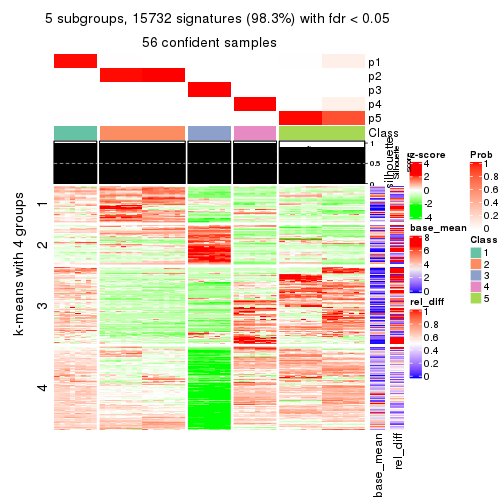 5 subgroups, 15732 signatures (98.3%) with fdr < 0.05
56 confident samples
p1
p2
p3
p4
p5
Class
1
0.5
0
silhouette
Silhouette
score
k-means with 4 groups
1
2
3
4
base_mean
rel_diff
z-score
4
2
0
-2
-4
base_mean
8
6
4
2
0
rel_diff
1
0.8
0.6
0.4
0.2
0
Prob
1
0.8
0.6
0.4
0.2
0
Class
1
2
3
4
5